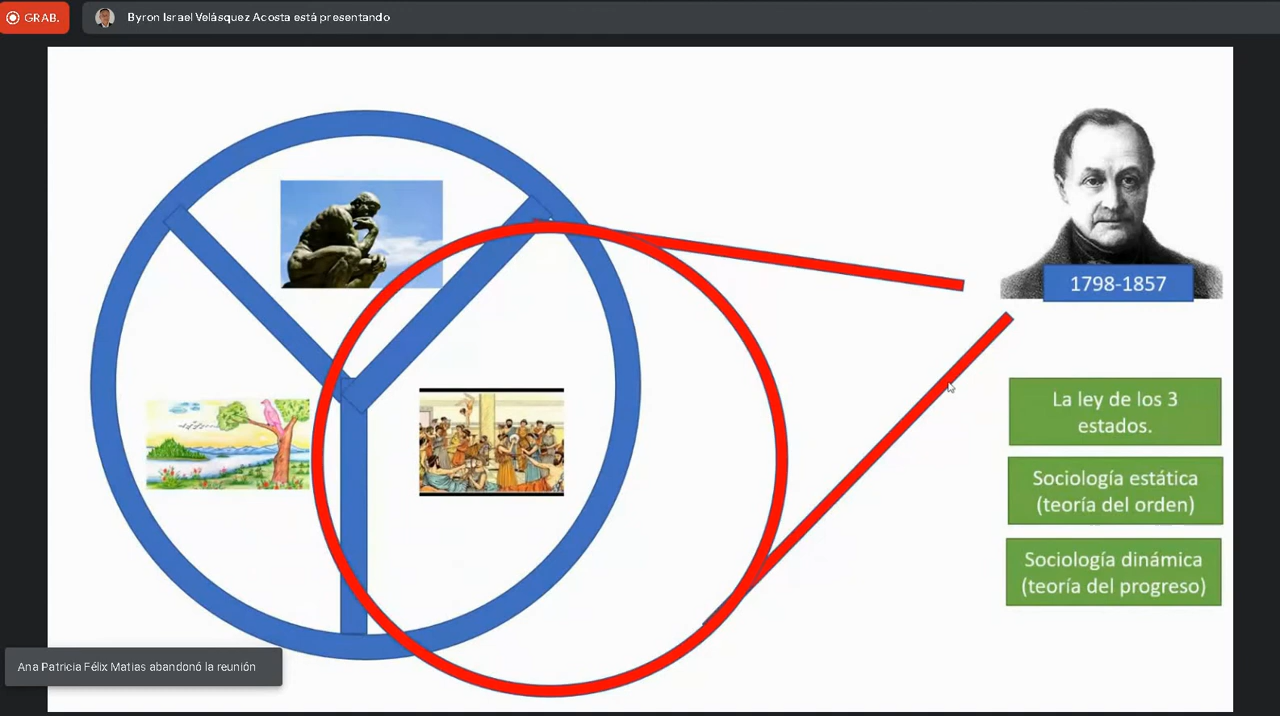 GRAB.
Byron Israel Velásquez Acosta está presentando
1798-1857
La ley de los 3
estados.
Sociología estática
(teoría del orden)
Sociología dinámica
(teoría del progreso)
Ana Patricia Félix Matias abandonó la reunión